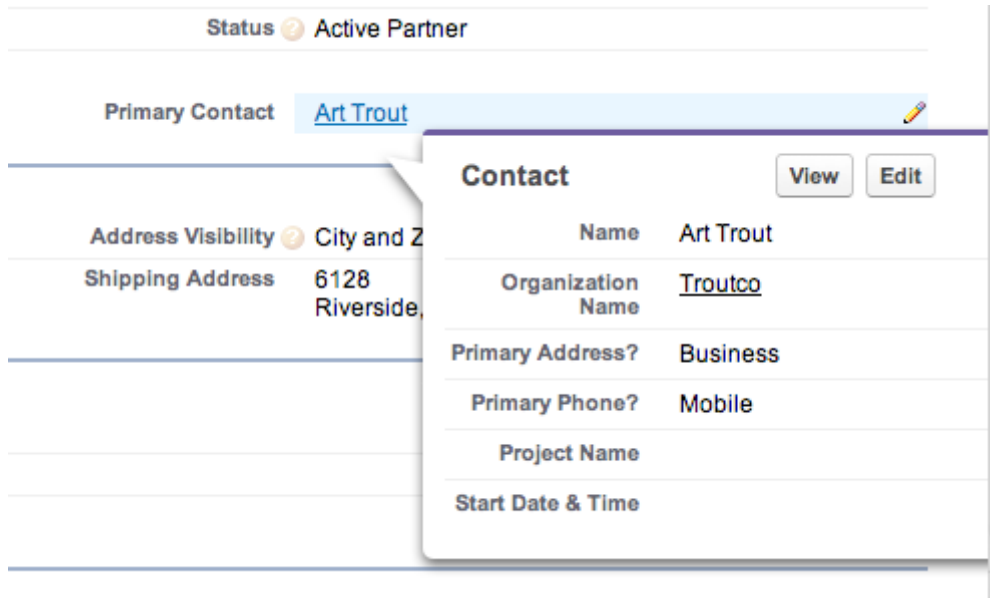 Status ? Active Partner
Primary Contact Art Trout
Contact View Edit
Name Art Trout
Organization Name Troutco
Primary Address? Business
Primary Phone? Mobile
Project Name
Start Date & Time
Address Visibility ? City and Z
Shipping Address 6128
Riverside,